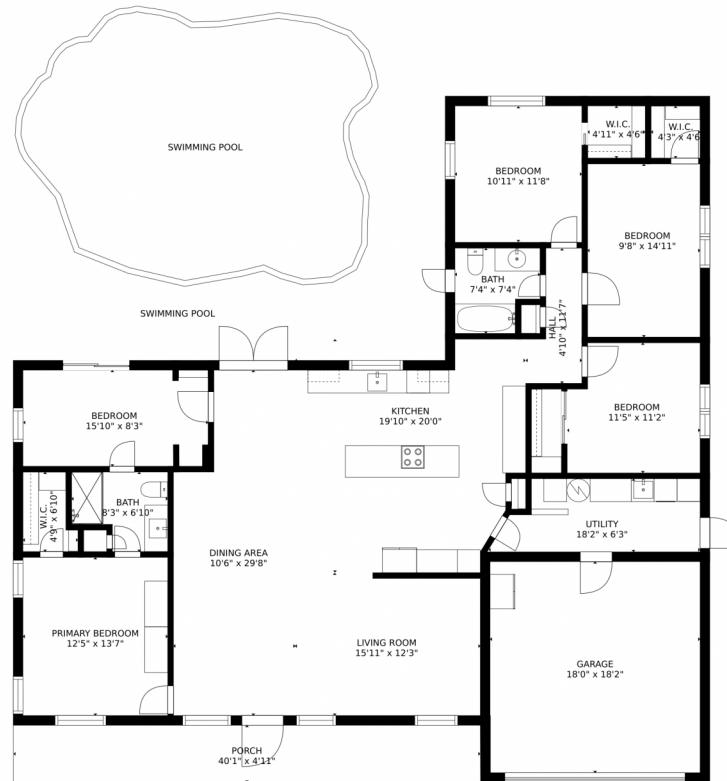 SWIMMING POOL
W.I.C.
4'11" x 4'6"
W.I.C.
4'3" x 4'6
BEDROOM
10'11" x 11'8"
BEDROOM
9'8" x 14'11"
BATH
7'4" x 7'4"
HALL
4'10" x 11'7"
SWIMMING POOL
BEDROOM
15'10" x 8'3"
KITCHEN
19'10" x 20'0"
BEDROOM
11'5" x 11'2"
W.I.C.
4'9" x 6'10"
BATH
8'3" x 6'10"
UTILITY
18'2" x 6'3"
DINING AREA
10'6" x 29'8"
PRIMARY BEDROOM
12'5" x 13'7"
LIVING ROOM
15'11" x 12'3"
GARAGE
18'0" x 18'2"
PORCH
40'1" x 4'11"